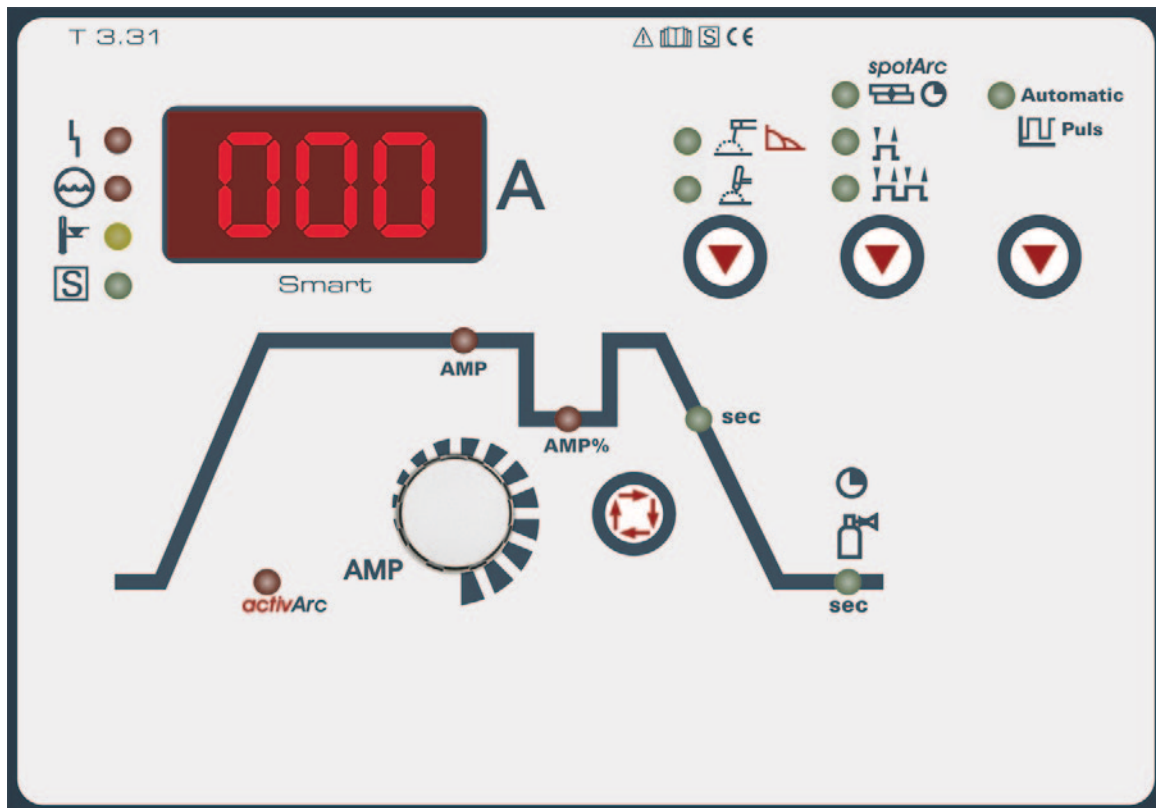 T 3.31
S CE
spotArc
Automatic
Puls
000 A
S
Smart
AMP
AMP%
sec
AMP
activArc
sec